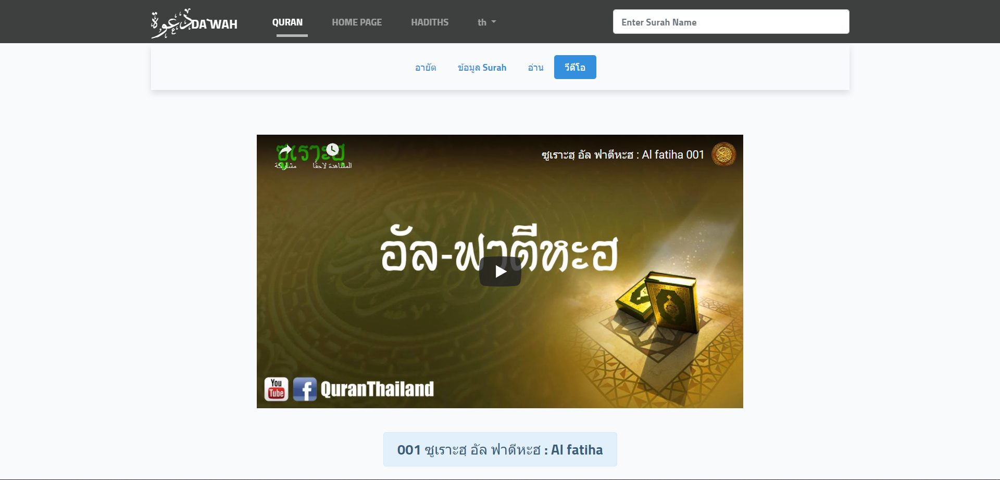 دعوة DA'WAH QURAN HOME PAGE HADITHS th Enter Surah Name
อายัต ข้อมูล Surah อ่าน วีดีโอ
ซูเราะฮฺ
مشاركة المشاهدة لاحقًا
ซูเราะฮฺ อัล ฟาตีหะฮ : Al fatiha 001
อัล-ฟาตีหะฮ
You Tube f QuranThailand
001 ซูเราะฮฺ อัล ฟาตีหะฮ : Al fatiha